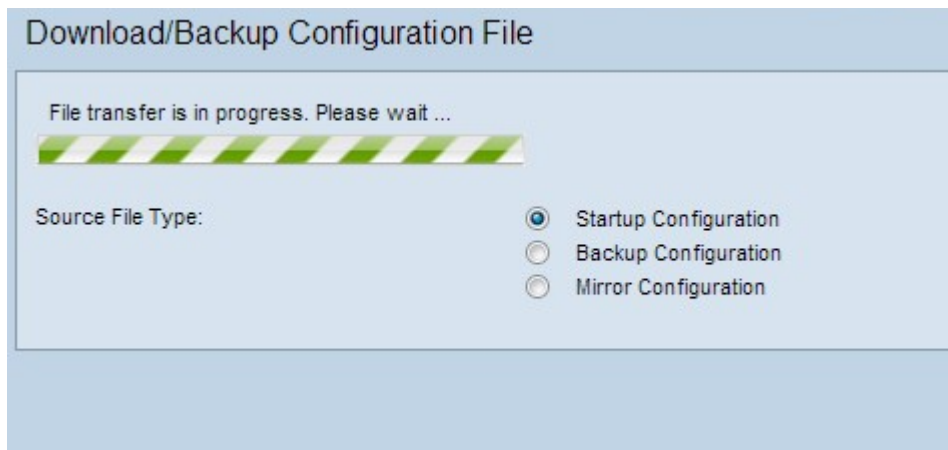 Download/Backup Configuration File
File transfer is in progress. Please wait ...
Source File Type:
Startup Configuration
Backup Configuration
Mirror Configuration